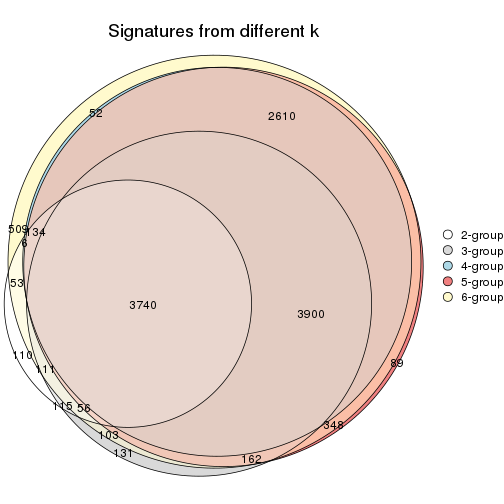 Signatures from different k
52
2610
509
134
6
53
3740
3900
110
111
89
115
56
348
103
131
162
2-group
3-group
4-group
5-group
6-group